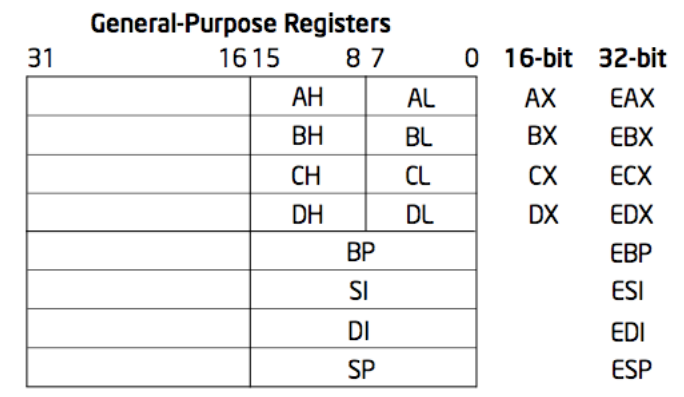 General-Purpose Registers
31 16 15 8 7 0 16-bit 32-bit
AH AL AX EAX
BH BL BX EBX
CH CL CX ECX
DH DL DX EDX
BP EBP
SI ESI
DI EDI
SP ESP